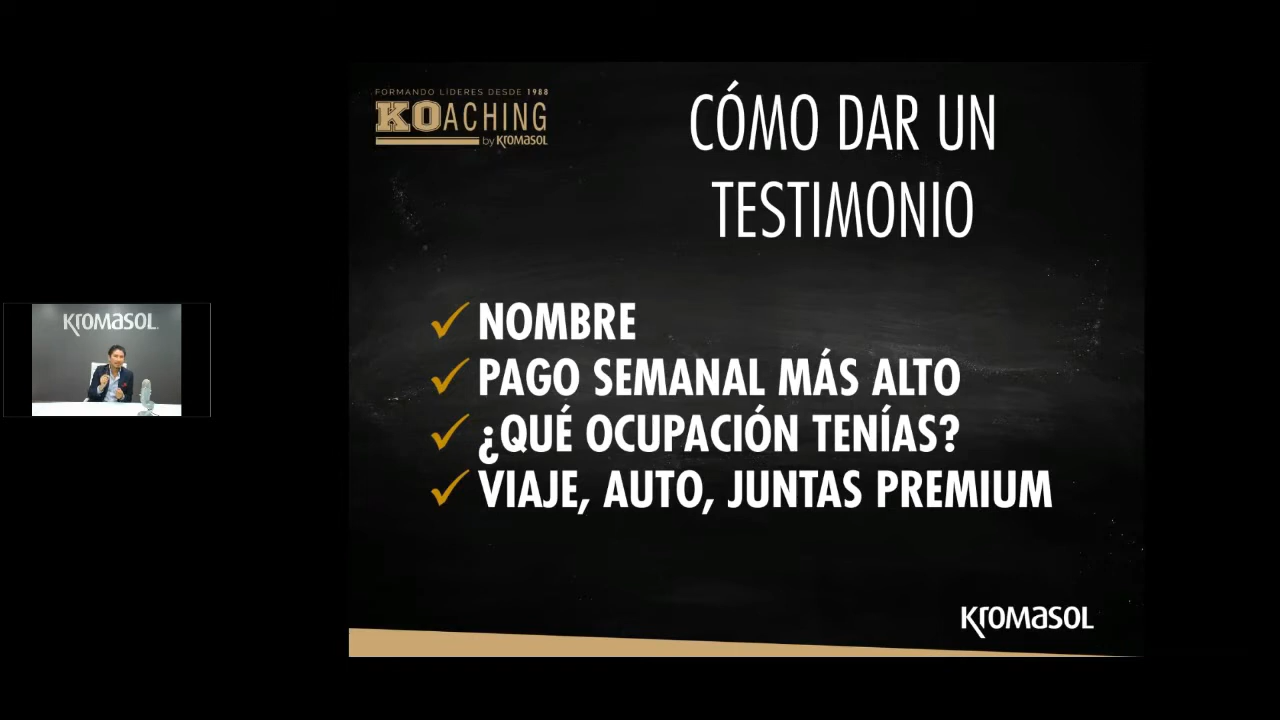 FORMANDO LÍDERES DESDE 1988
KOACHING
by KROMASOL
CÓMO DAR UN
TESTIMONIO
KROMASOL
NOMBRE
PAGO SEMANAL MÁS ALTO
¿QUÉ OCUPACIÓN TENÍAS?
VIAJE, AUTO, JUNTAS PREMIUM
KROMASOL